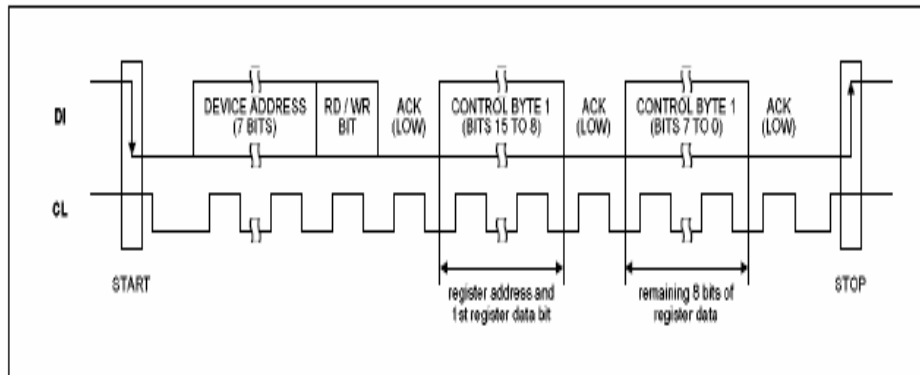 DI
DEVICE ADDRESS
(7 BITS)
RD / WR
BIT
ACK
(LOW)
CONTROL BYTE 1
(BITS 15 TO 8)
ACK
(LOW)
CONTROL BYTE 1
(BITS 7 TO 0)
ACK
(LOW)
CL
START
register address and
1st register data bit
remaining 8 bits of
register data
STOP